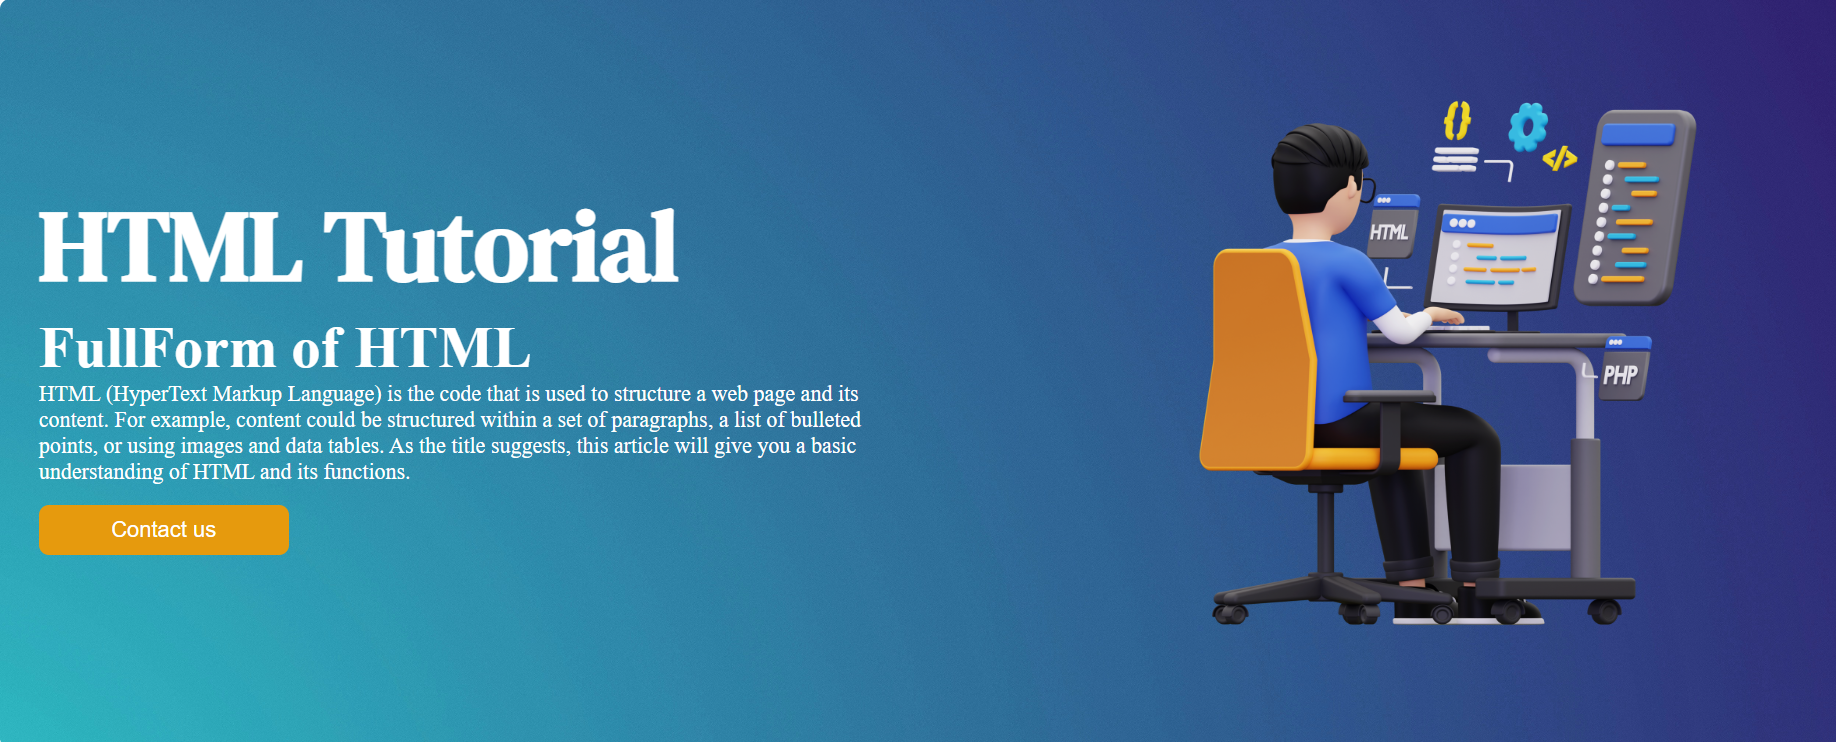 HTML Tutorial
FullForm of HTML
HTML (HyperText Markup Language) is the code that is used to structure a web page and its
content. For example, content could be structured within a set of paragraphs, a list of bulleted
points, or using images and data tables. As the title suggests, this article will give you a basic
understanding of HTML and its functions.
Contact us
{}
</>
HTML
PHP